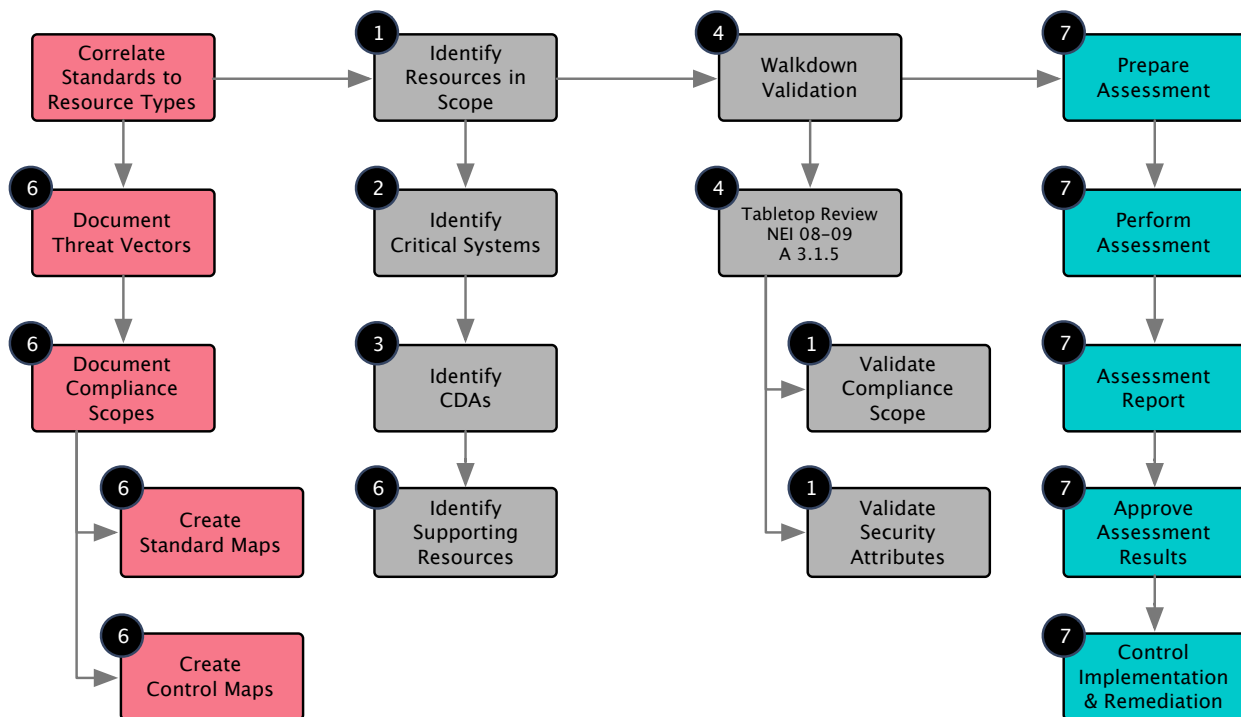 Correlate
Standards to
Resource Types
1
Identify
Resources in
Scope
4
Walkdown
Validation
7
Prepare
Assessment
6
Document
Threat Vectors
2
Identify
Critical Systems
4
Tabletop Review
NEI 08-09
A 3.1.5
7
Perform
Assessment
6
Document
Compliance
Scopes
3
Identify
CDAs
1
Validate
Compliance
Scope
7
Assessment
Report
6
Create
Standard Maps
6
Identify
Supporting
Resources
1
Validate
Security
Attributes
7
Approve
Assessment
Results
6
Create
Control Maps
7
Control
Implementation
& Remediation